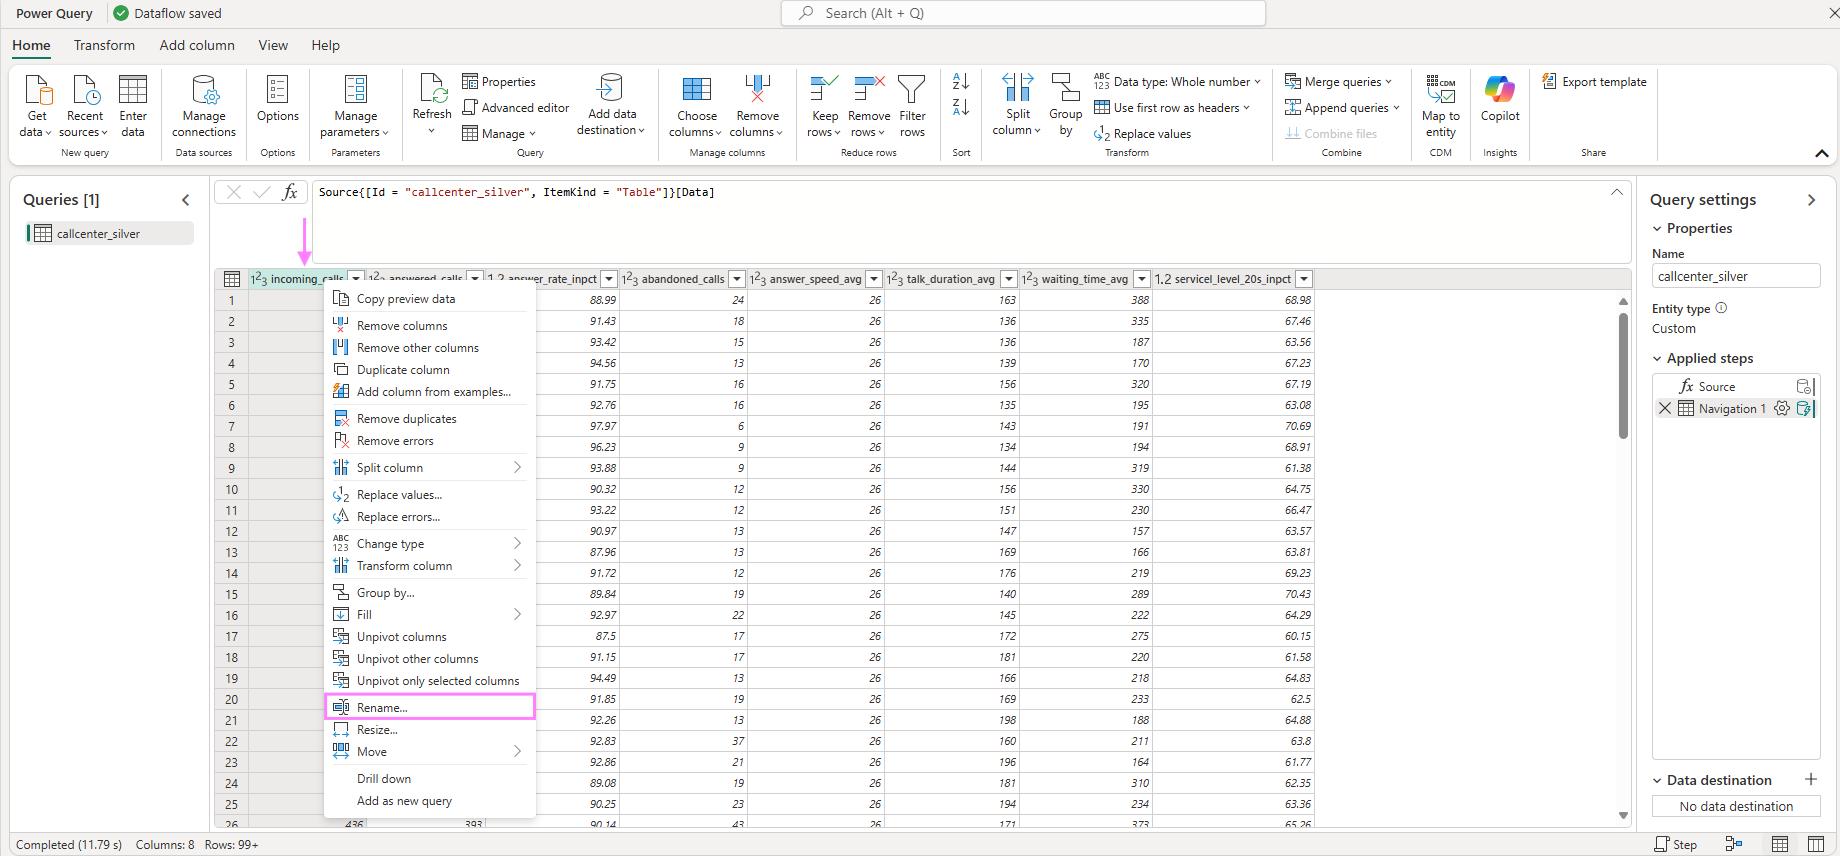 Power Query
Dataflow saved
Search (Alt + Q)
Home
Transform
Add column
View
Help
Get data
Recent sources
Enter data
New query
Manage connections
Data sources
Options
Options
Manage parameters
Parameters
Refresh
Properties
Advanced editor
Manage
Add data destination
Query
Choose columns
Remove columns
Manage columns
Keep rows
Remove rows
Filter rows
Reduce rows
A
Z
Z
A
Sort
Split column
Group by
ABC 123 Data type: Whole number
Use first row as headers
1 2 Replace values
Transform
Merge queries
Append queries
Combine files
Combine
CDM
Map to entity
CDM
Copilot
Insights
Export template
Share
Queries [1]
callcenter_silver
fx
Source{[Id = "callcenter_silver", ItemKind = "Table"]}[Data]
123 incoming_calls 123 answered_calls 1.2 answer_rate_inpct 123 abandoned_calls 123 answer_speed_avg 123 talk_duration_avg 123 waiting_time_avg 1.2 servicel_level_20s_inpct
1 88.99 24 26 163 388 68.98
2 91.43 18 26 136 335 67.46
3 93.42 15 26 136 187 63.56
4 94.56 13 26 139 170 67.23
5 91.75 16 26 156 320 67.19
6 92.76 16 26 135 195 63.08
7 97.97 6 26 143 191 70.69
8 96.23 9 26 134 194 68.91
9 93.88 9 26 144 319 61.38
10 90.32 12 26 156 330 64.75
11 93.22 12 26 151 230 66.47
12 90.97 13 26 147 157 63.57
13 87.96 13 26 169 166 63.81
14 91.72 12 26 176 219 69.23
15 89.84 19 26 140 289 70.43
16 92.97 22 26 145 222 64.29
17 87.5 17 26 172 275 60.15
18 91.15 17 26 181 220 61.58
19 94.49 13 26 166 218 64.83
20 91.85 19 26 169 233 62.5
21 92.26 13 26 198 188 64.88
22 92.83 37 26 160 211 63.8
23 92.86 21 26 196 164 61.77
24 89.08 19 26 181 310 62.35
25 90.25 23 26 194 234 63.36
26 436 393 90.14 43 26 171 373 65.26
Copy preview data
Remove columns
Remove other columns
Duplicate column
Add column from examples...
Remove duplicates
Remove errors
Split column
Replace values...
Replace errors...
Change type
Transform column
Group by...
Fill
Unpivot columns
Unpivot other columns
Unpivot only selected columns
Rename...
Resize...
Move
Drill down
Add as new query
Query settings
Properties
Name
callcenter_silver
Entity type
Custom
Applied steps
fx Source
Navigation 1
Data destination
No data destination
Completed (11.79 s) Columns: 8 Rows: 99+
Step